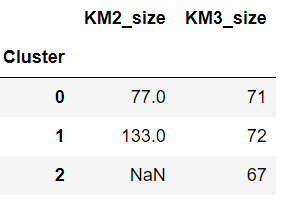 KM2_size KM3_size
Cluster
0 77.0 71
1 133.0 72
2 NaN 67